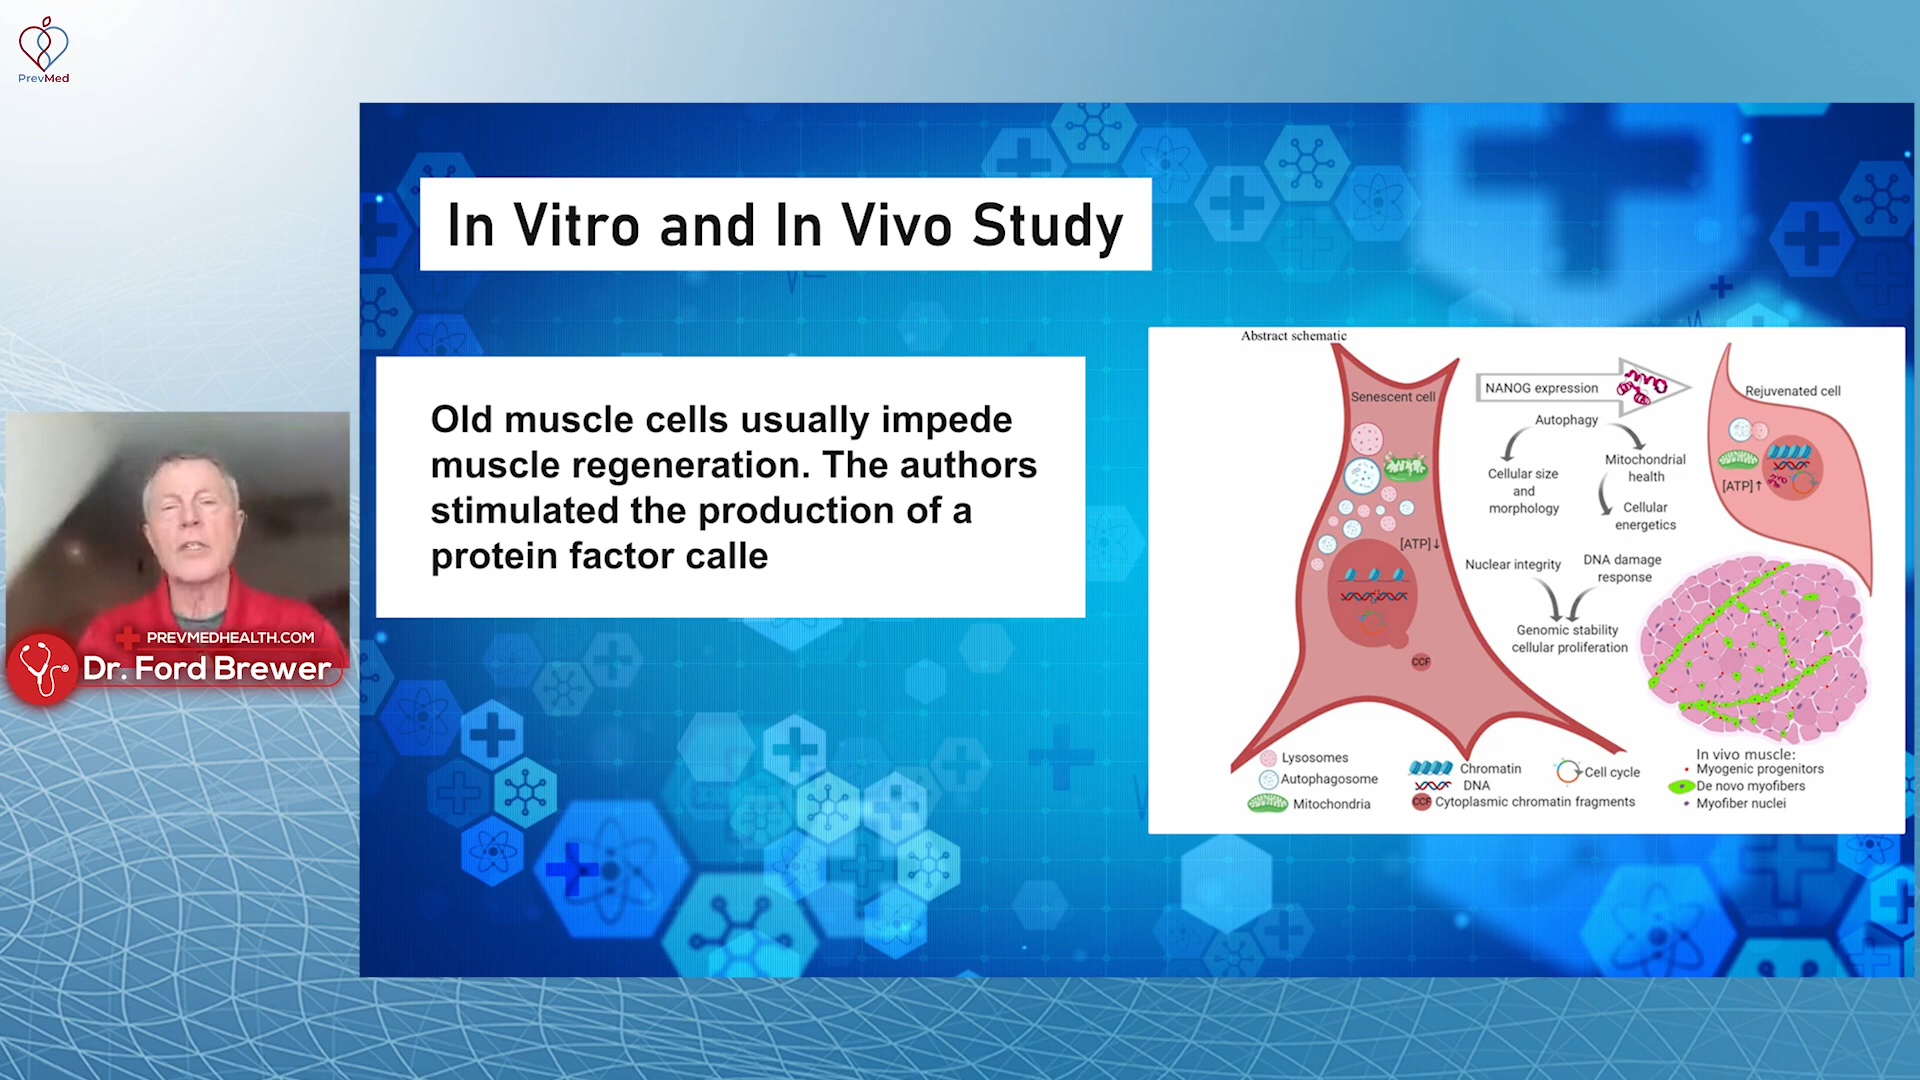 PrevMed
In Vitro and In Vivo Study
Old muscle cells usually impede
muscle regeneration. The authors
stimulated the production of a
protein factor calle
PREVMEDHEALTH.COM
Dr. Ford Brewer
Abstract schematic
Senescent cell
NANOG expression
Rejuvenated cell
Autophagy
Cellular size
and
morphology
Mitochondrial
health
Cellular
energetics
[ATP]↑
[ATP]↓
Nuclear integrity
DNA damage
response
Genomic stability
cellular proliferation
CCF
Lysosomes
Autophagosome
Mitochondria
Chromatin
DNA
CCF Cytoplasmic chromatin fragments
Cell cycle
In vivo muscle:
Myogenic progenitors
De novo myofibers
Myofiber nuclei